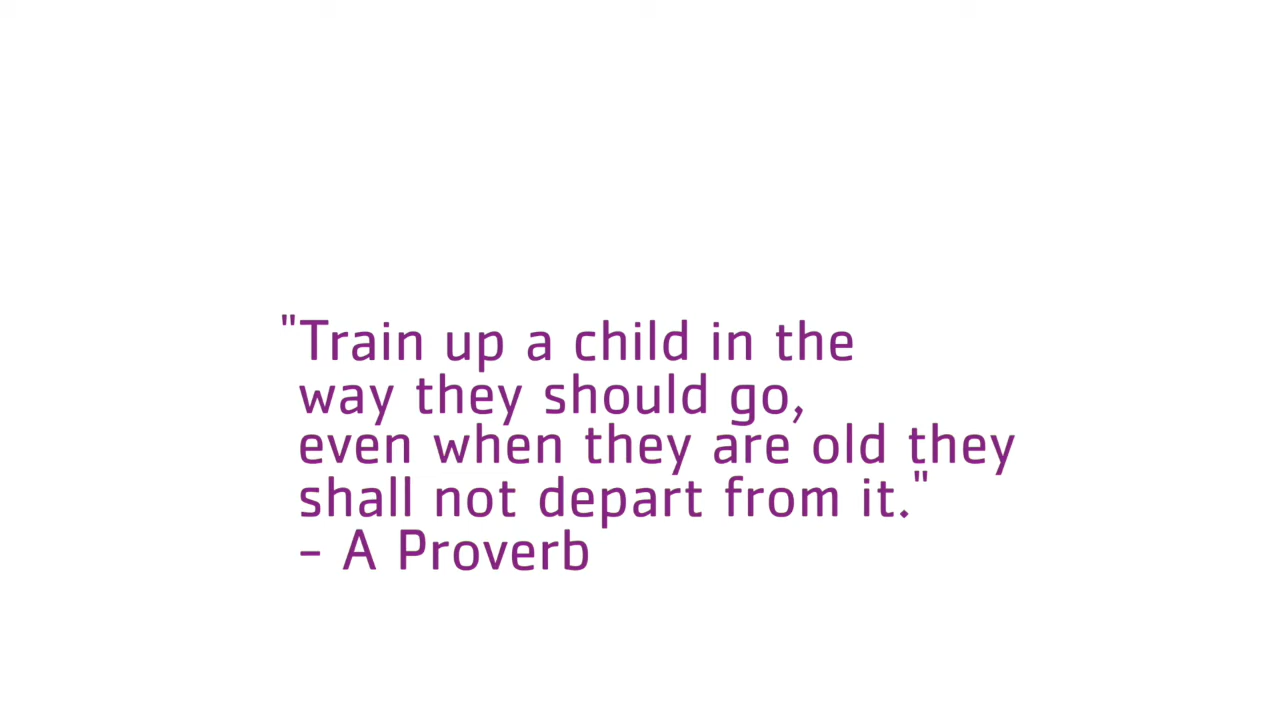 "Train up a child in the
way they should go,
even when they are old they
shall not depart from it."
- A Proverb